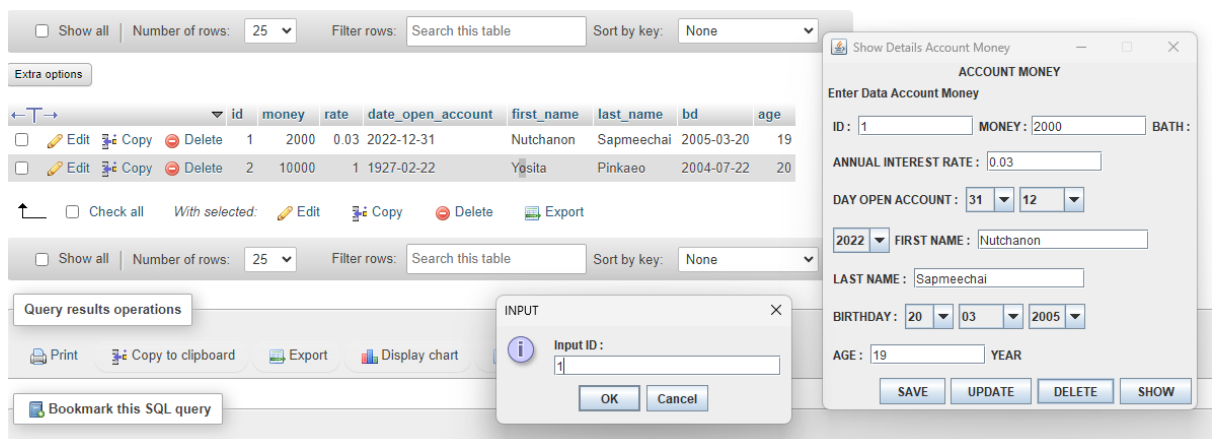 Show all Number of rows: 25 Filter rows: Search this table Sort by key: None
Extra options
id money rate date_open_account first_name last_name bd age
Edit Copy Delete 1 2000 0.03 2022-12-31 Nutchanon Sapmeechai 2005-03-20 19
Edit Copy Delete 2 10000 1 1927-02-22 Yosita Pinkaeo 2004-07-22 20
Check all With selected: Edit Copy Delete Export
Show all Number of rows: 25 Filter rows: Search this table Sort by key: None
Query results operations
Print Copy to clipboard Export Display chart
Bookmark this SQL query
INPUT
Input ID :
1
OK Cancel
Show Details Account Money
ACCOUNT MONEY
Enter Data Account Money
ID : 1 MONEY : 2000 BATH :
ANNUAL INTEREST RATE : 0.03
DAY OPEN ACCOUNT : 31 12
2022 FIRST NAME : Nutchanon
LAST NAME : Sapmeechai
BIRTHDAY : 20 03 2005
AGE : 19 YEAR
SAVE UPDATE DELETE SHOW